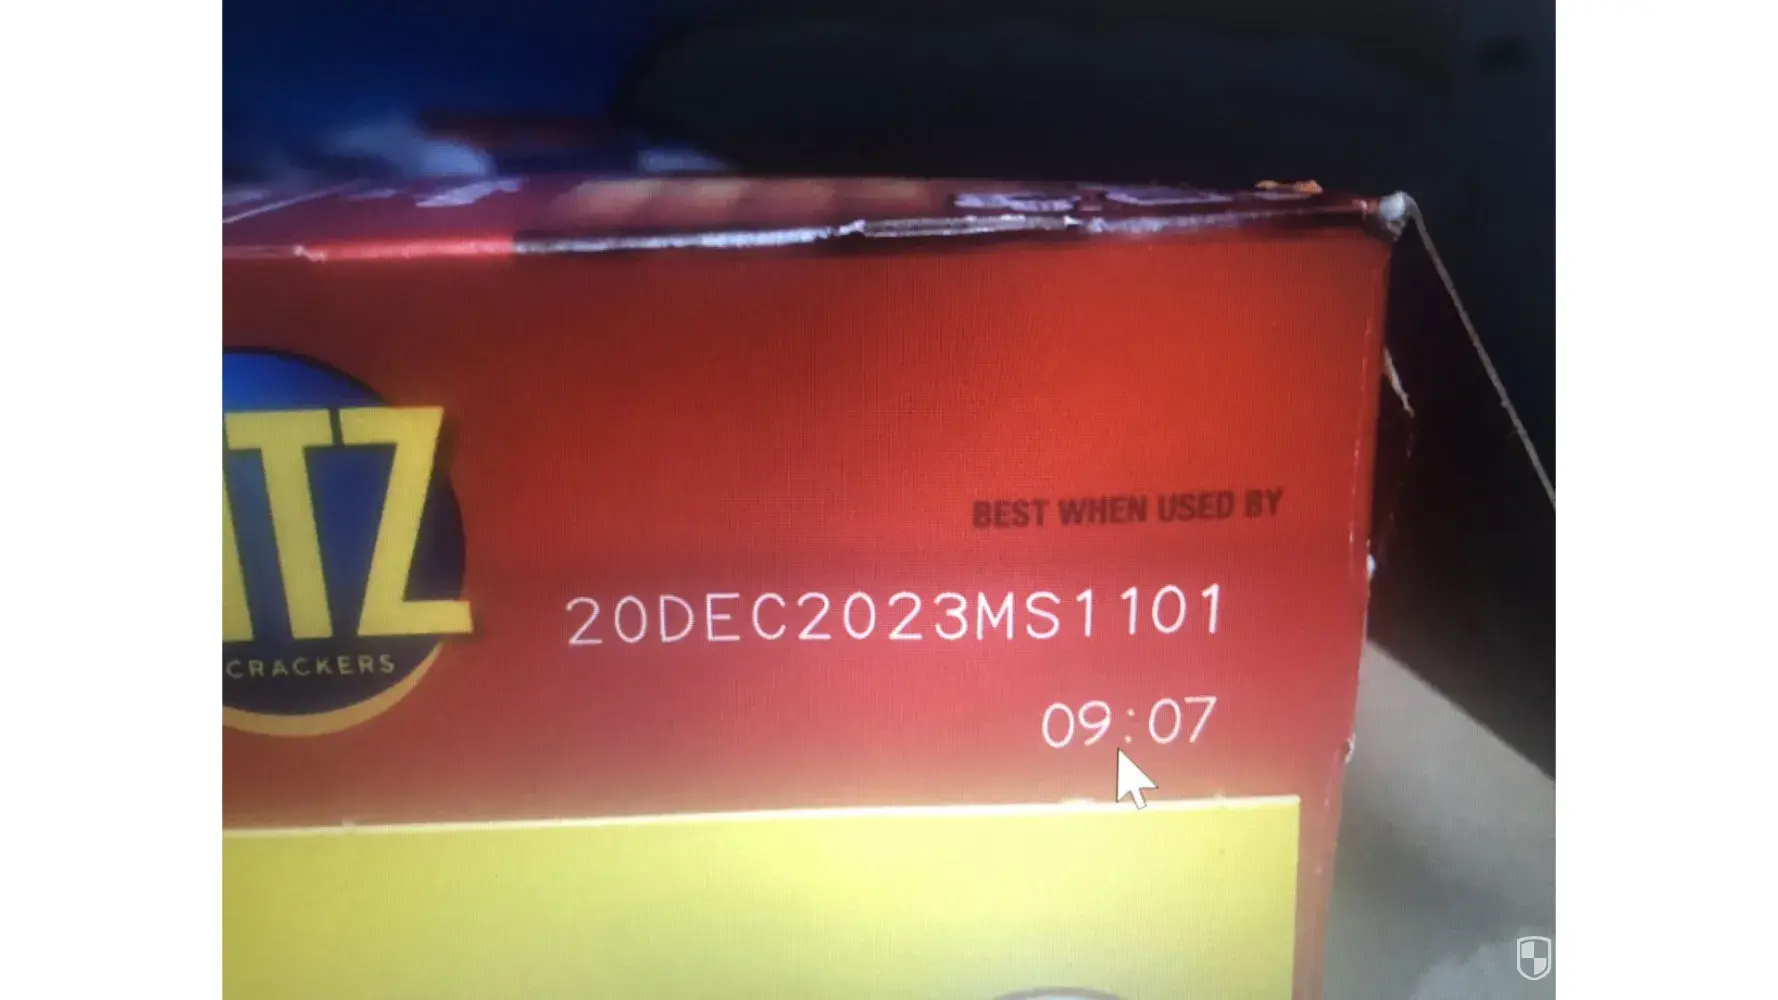 ITZ
CRACKERS
BEST WHEN USED BY
20DEC2023MS1101
09:07